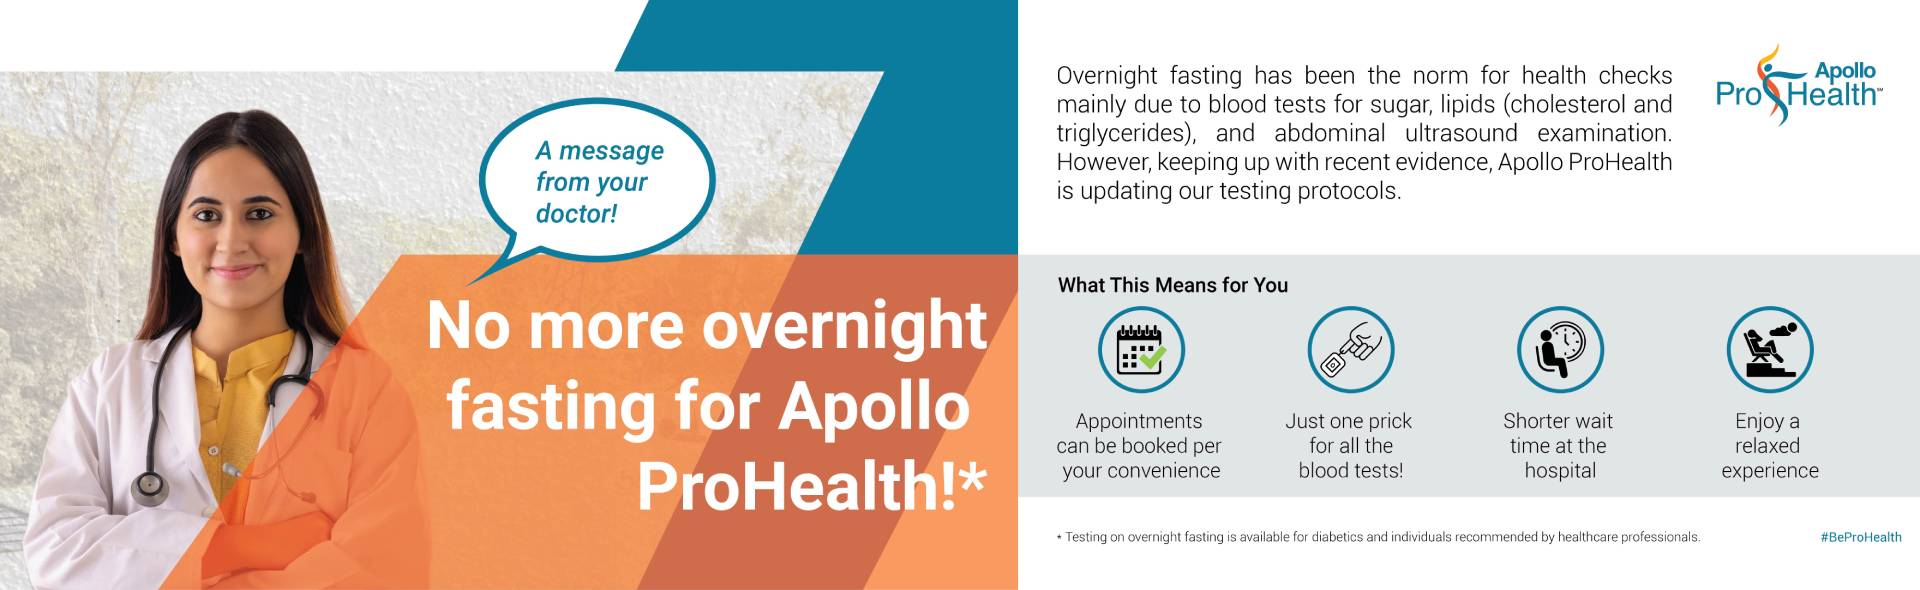 A message
from your
doctor!
No more overnight
fasting for Apollo
ProHealth!*
Overnight fasting has been the norm for health checks
mainly due to blood tests for sugar, lipids (cholesterol and
triglycerides), and abdominal ultrasound examination.
However, keeping up with recent evidence, Apollo ProHealth
is updating our testing protocols.
Apollo
ProHealth℠
What This Means for You
Appointments
can be booked per
your convenience
Just one prick
for all the
blood tests!
Shorter wait
time at the
hospital
Enjoy a
relaxed
experience
* Testing on overnight fasting is available for diabetics and individuals recommended by healthcare professionals.
#BeProHealth